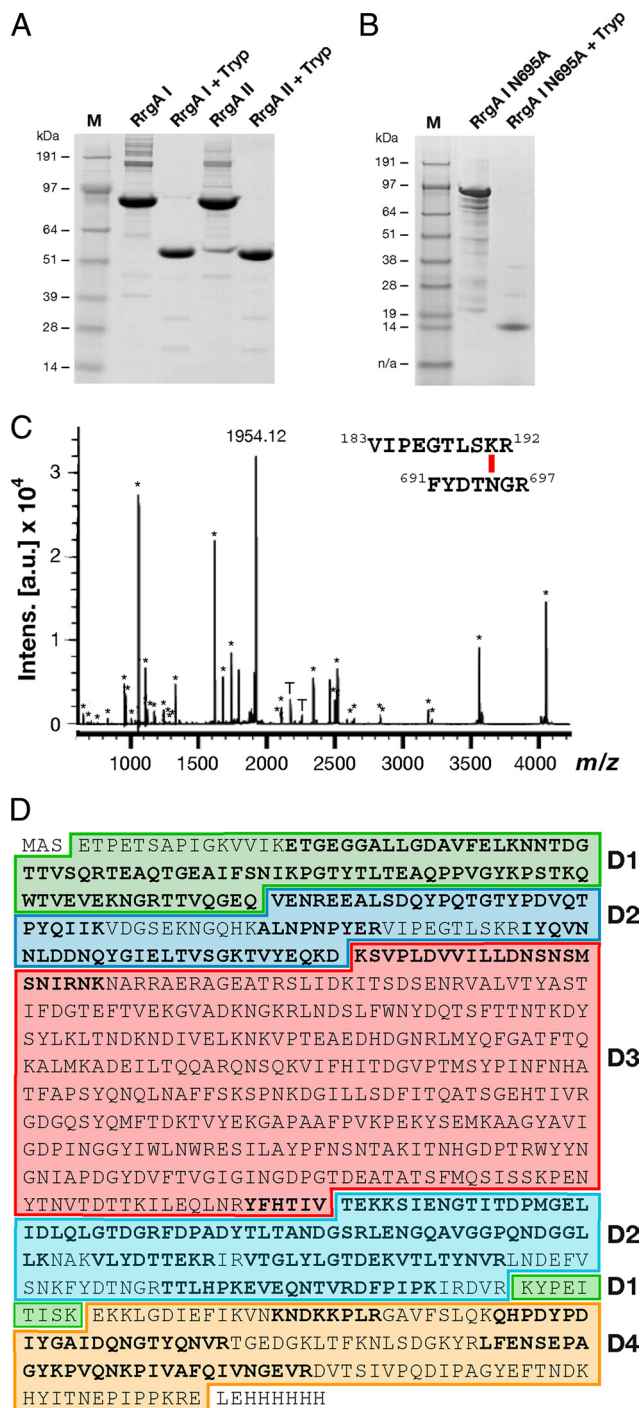 A
M
RrgA I
RrgA I + Tryp
RrgA II
RrgA II + Tryp
kDa
191
97
64
51
39
28
14
B
M
RrgA I N695A
RrgA I N695A + Tryp
kDa
191
97
64
51
38
28
19
14
n/a
C
1954.12
183VIPEGTLSKR192
691FYDTNGR697
Intens. [a.u.] x 10^4
3
2
1
0
T T
1000 2000 2500 3000 3500 4000 m/z
D
MAS ETPETSAPIGKVVIKETGEGGALLGDAVFELKNNTDG
TTVSQRTEAQTGEAIFSNIKPGTYTLTEAQPPVGYKPSTKQ D1
WTVEVEKNGRTTVQGEQ VENREEALSDQYPQTGTYPDVQT
PYQIIKVDGSEKNGQHKALNPNPYERVIPEGTLSKRIYQVN D2
NLDDNQYGIELTVSGKTVYEQKD KSVPLDVVILLDNSNSM
SNIRNKNARRAERAGEATRSLIDKITSDSENRVALVTYAST
IFDGTEFTVEKGVADKNGKRLNDSLFWNYDQTSFTTNTKDY
SYLKLTNDKNDIVELKNKVPTEAEDHDGNRLMYQFGATFTQ
KALMKADEILTQQARQNSQKVIFHITDGVPTMSYPINFNHA
TFAPSYQNQLNAFFSKSPNKDGILLSDFITQATSGEHTIVR D3
GDGQSYQMFTDKTVYEKGAPAAFPVKPEKYSEMKAAGYAVI
GDPINGGYIWLNWRESILAYPFNSNTAKITNHGDPTRWYYN
GNIAPDGYDVFTVGIGINGDPGTDEATATSFMQSISSKPEN
YTNVTDTTKILEQLNRYFHTIV TEKKSIENGTITDPMGEL
IDLQLGTDGRFDPADYTLTANDGSRLENGQAVGGPQNDGGL D2
LKNAKVLYDTTEKRIRVTGLYLGTDEKVTLTYNVRLNDEFV
SNKFYDTNGRTTLHPKEVEQNTVRDFPIPKIRDVR KYPEI D1
TISK EKKLGDIEFIKVNKNDKKPLRGAVFSLQKQHPDYPD
IYGAIDQNGTYQNVRTGEDGKLTFKNLSDGKYRLFENSEPA D4
GYKPVQNKPIVAFQIVNGEVRDVTSIVPQDIPAGYEFTNDK
HYITNEPIPPKRE LEHHHHHH